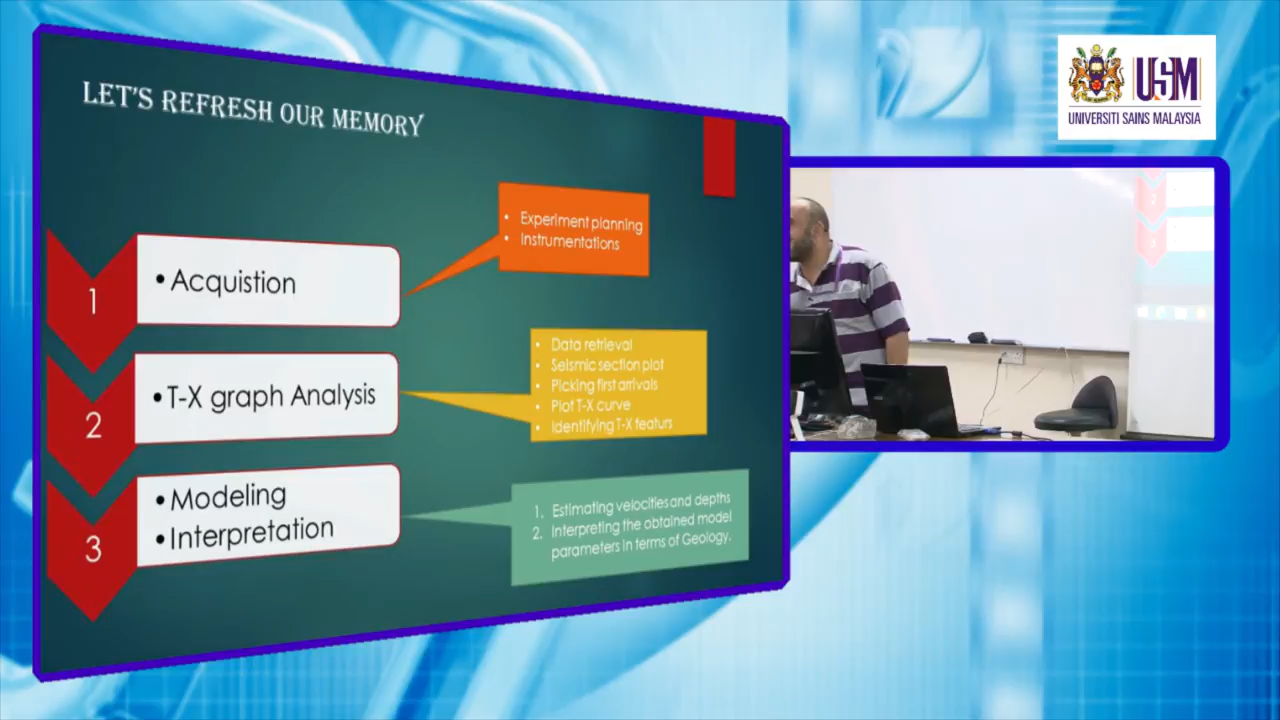 LET'S REFRESH OUR MEMORY
1
• Acquistion
• Experiment planning
• Instrumentations
2
• T-X graph Analysis
• Data retrieval
• Seismic section plot
• Picking first arrivals
• Plot T-X curve
• Identifying T-X featurs
3
• Modeling
• Interpretation
1. Estimating velocities and depths
2. Interpreting the obtained model
parameters in terms of Geology.
USM
UNIVERSITI SAINS MALAYSIA
2
3